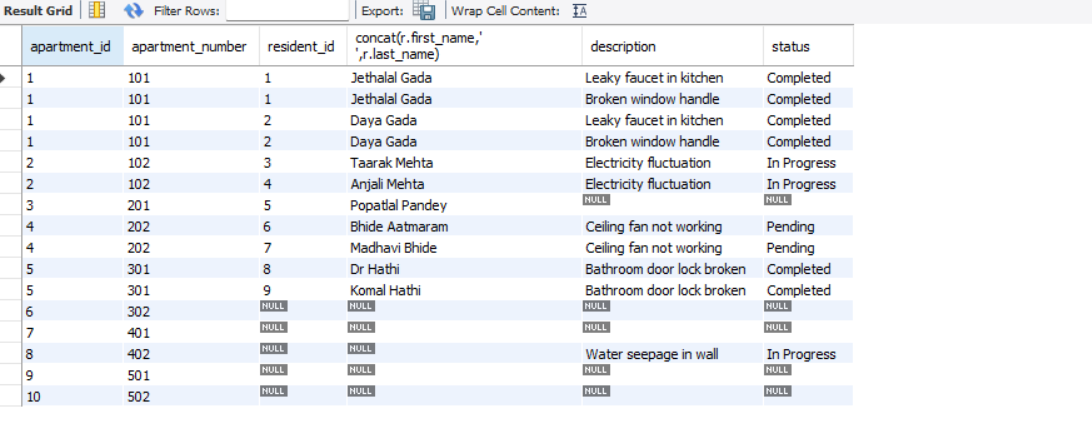 Result Grid Filter Rows: Export: Wrap Cell Content: IA
apartment_id apartment_number resident_id concat(r.first_name,' ',r.last_name) description status
1 101 1 Jethalal Gada Leaky faucet in kitchen Completed
1 101 1 Jethalal Gada Broken window handle Completed
1 101 2 Daya Gada Leaky faucet in kitchen Completed
1 101 2 Daya Gada Broken window handle Completed
2 102 3 Taarak Mehta Electricity fluctuation In Progress
2 102 4 Anjali Mehta Electricity fluctuation In Progress
3 201 5 Popatlal Pandey NULL NULL
4 202 6 Bhide Aatmaram Ceiling fan not working Pending
4 202 7 Madhavi Bhide Ceiling fan not working Pending
5 301 8 Dr Hathi Bathroom door lock broken Completed
5 301 9 Komal Hathi Bathroom door lock broken Completed
6 302 NULL NULL NULL NULL
7 401 NULL NULL NULL NULL
8 402 NULL NULL Water seepage in wall In Progress
9 501 NULL NULL NULL NULL
10 502 NULL NULL NULL NULL